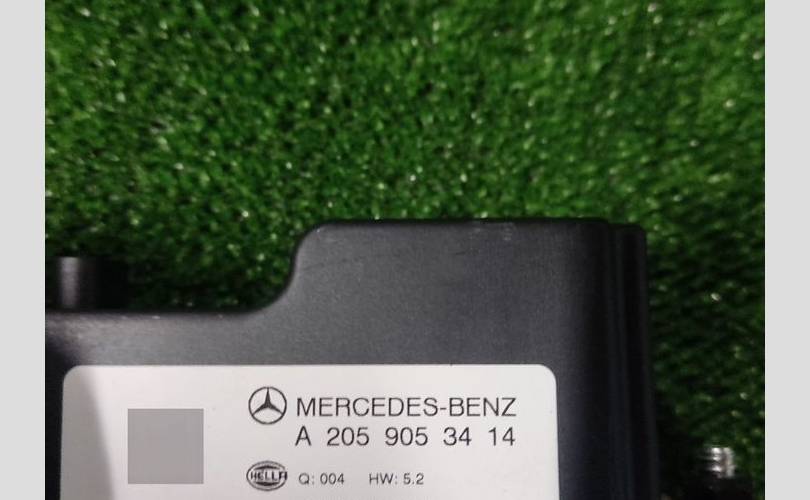 MERCEDES-BENZ
A 205 905 34 14
HELLA Q: 004 HW: 5.2